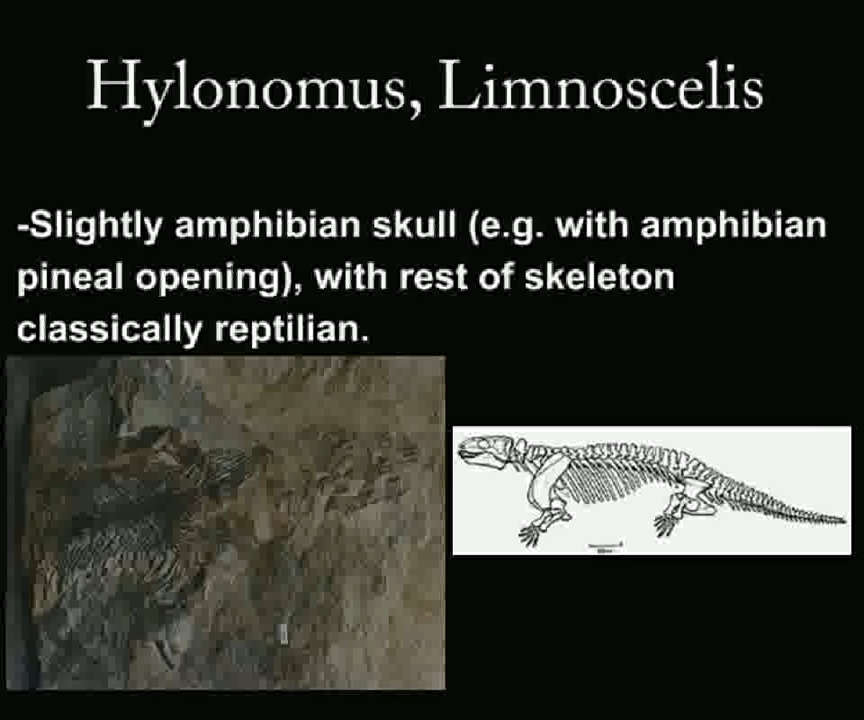 Hylonomus, Limnoscelis
-Slightly amphibian skull (e.g. with amphibian
pineal opening), with rest of skeleton
classically reptilian.